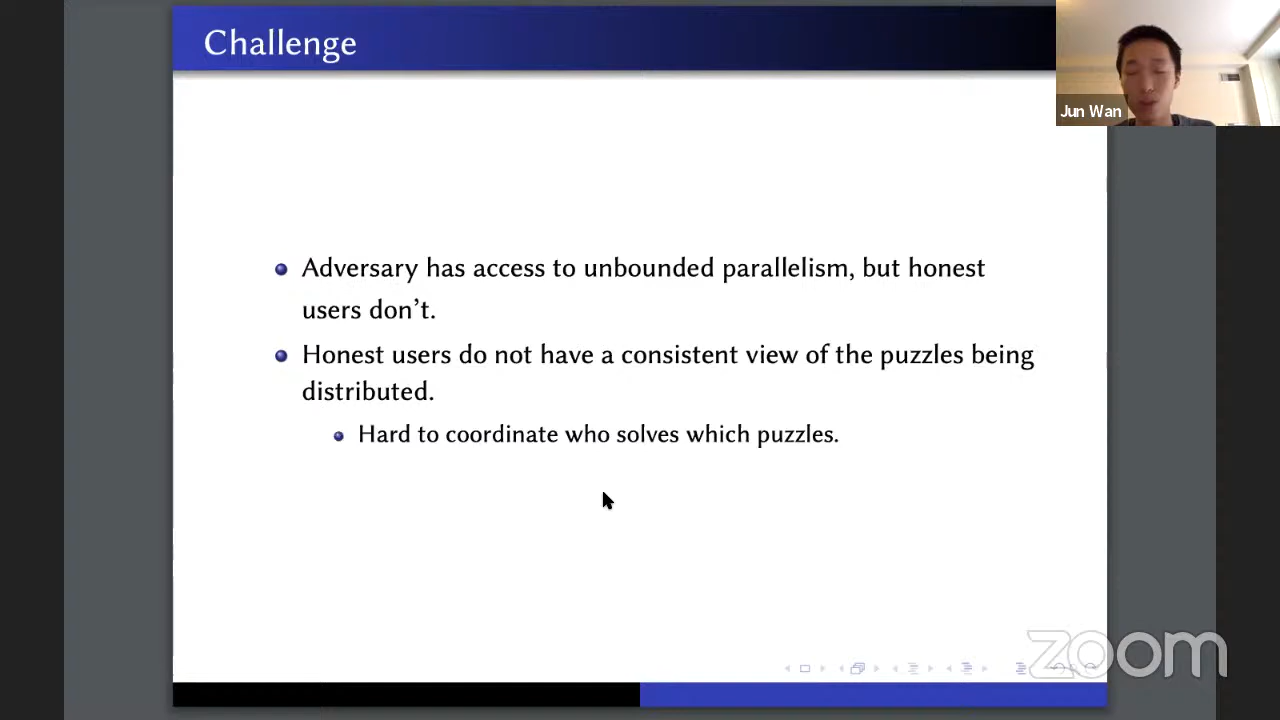 Challenge
Jun Wan
Adversary has access to unbounded parallelism, but honest
users don't.
Honest users do not have a consistent view of the puzzles being
distributed.
Hard to coordinate who solves which puzzles.
zoom